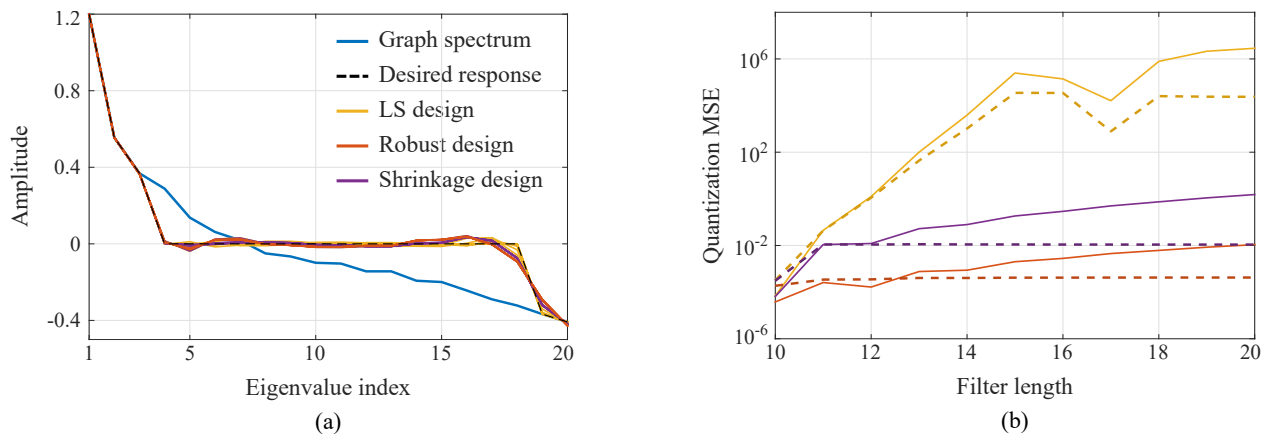 1.2
0.8
0.4
0
-0.4
Amplitude
1
5
10
15
20
Eigenvalue index
Graph spectrum
Desired response
LS design
Robust design
Shrinkage design
(a)
10^6
10^2
10^-2
10^-6
Quantization MSE
10
12
14
16
18
20
Filter length
(b)